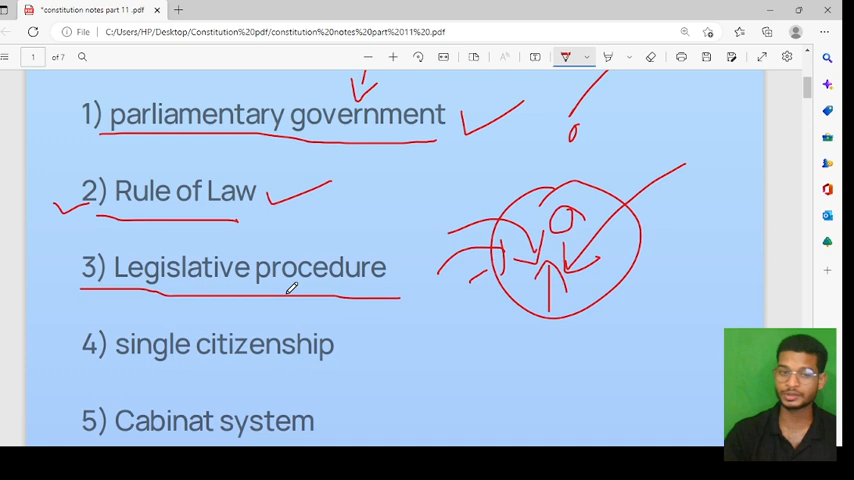 *constitution notes part 11 .pdf
File
C:/Users/HP/Desktop/Constitution%20pdf/constitution%20notes%20part%2011%20.pdf
1
of 7
1) parliamentary government
2) Rule of Law
3) Legislative procedure
4) single citizenship
5) Cabinat system